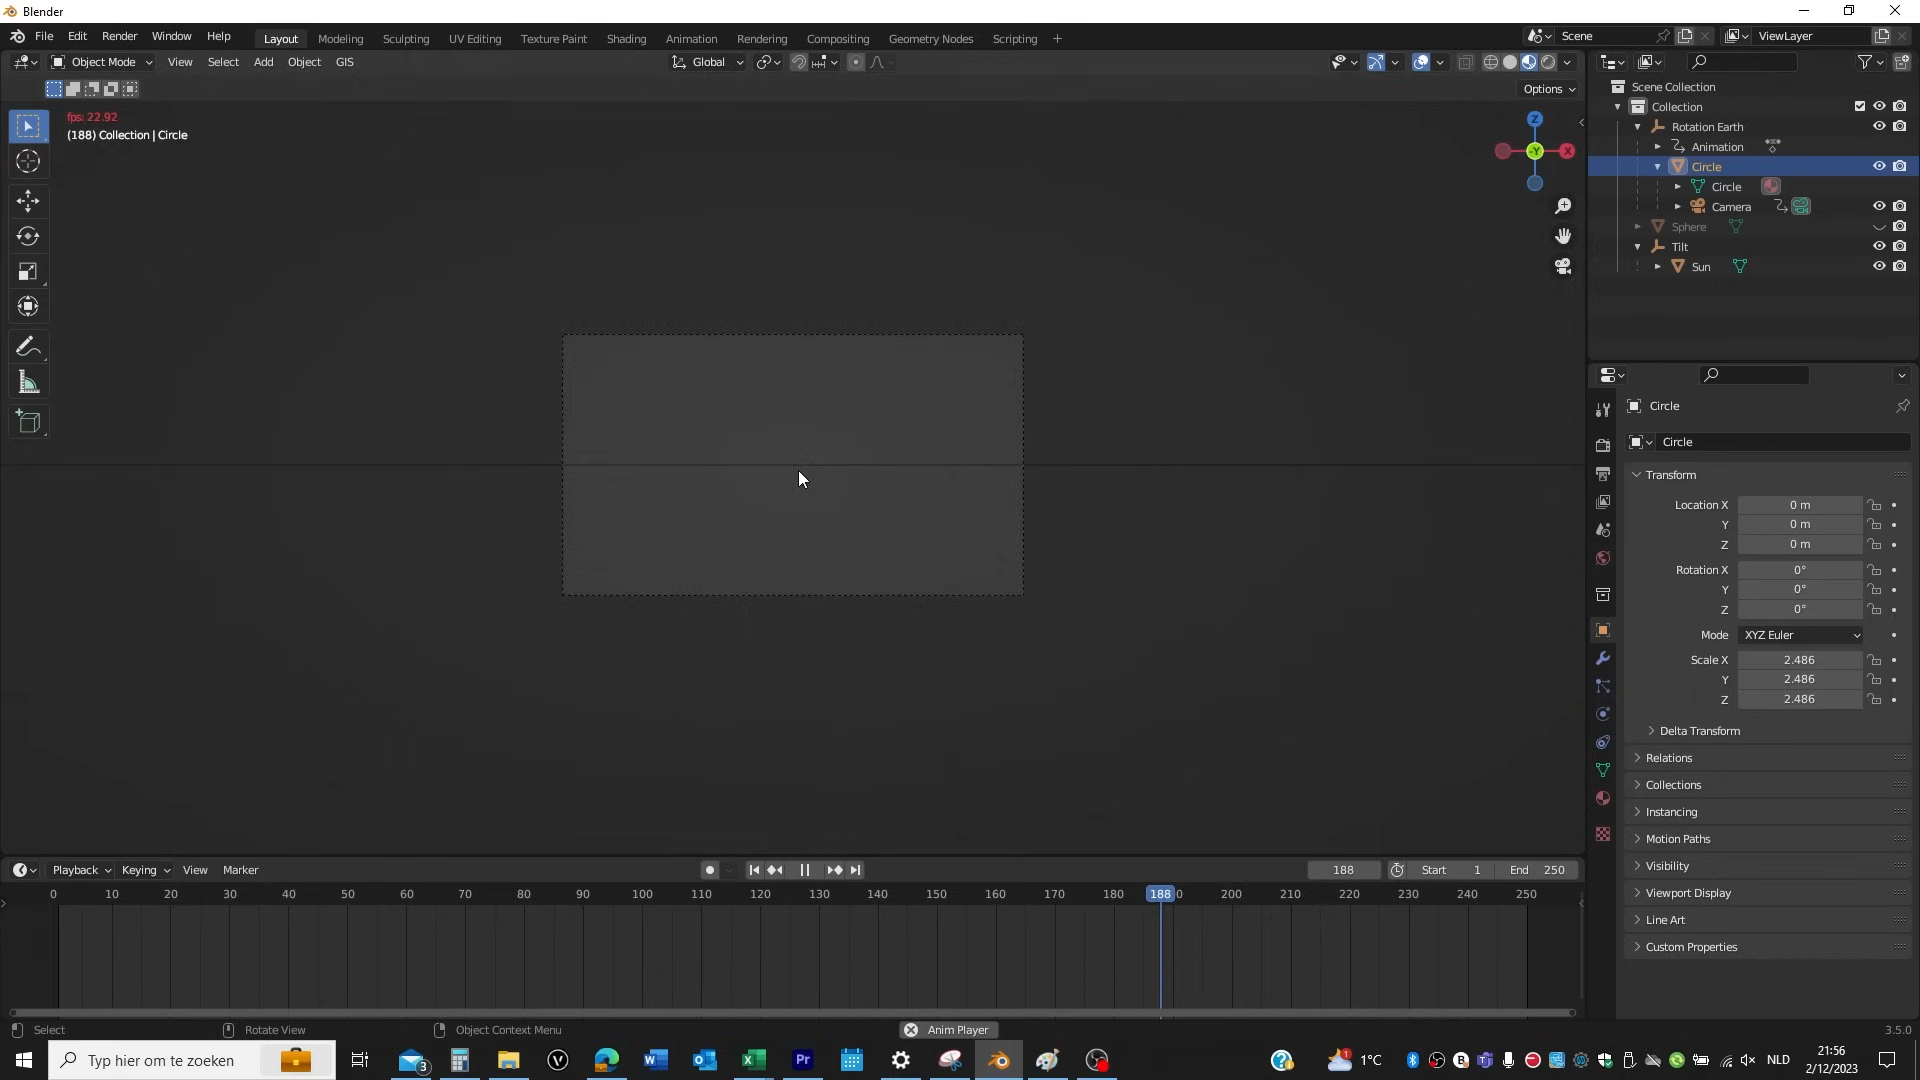 Blender
File Edit Render Window Help Layout Modeling Sculpting UV Editing Texture Paint Shading Animation Rendering Compositing Geometry Nodes Scripting + Scene ViewLayer
Object Mode View Select Add Object GIS Global
Options
fps: 22.92
(188) Collection | Circle
Z
-Y X
Scene Collection
Collection
Rotation Earth
Animation
Circle
Circle
Camera
Sphere
Tilt
Sun
Circle
Circle
Transform
Location X 0 m
Y 0 m
Z 0 m
Rotation X 0°
Y 0°
Z 0°
Mode XYZ Euler
Scale X 2.486
Y 2.486
Z 2.486
Delta Transform
Relations
Collections
Instancing
Motion Paths
Visibility
Viewport Display
Line Art
Custom Properties
Playback Keying View Marker 188 Start 1 End 250
0 10 20 30 40 50 60 70 80 90 100 110 120 130 140 150 160 170 180 188 0 200 210 220 230 240 250
Select Rotate View Object Context Menu Anim Player 3.5.0
Typ hier om te zoeken 3 1 1°C NLD 21:56
2/12/2023